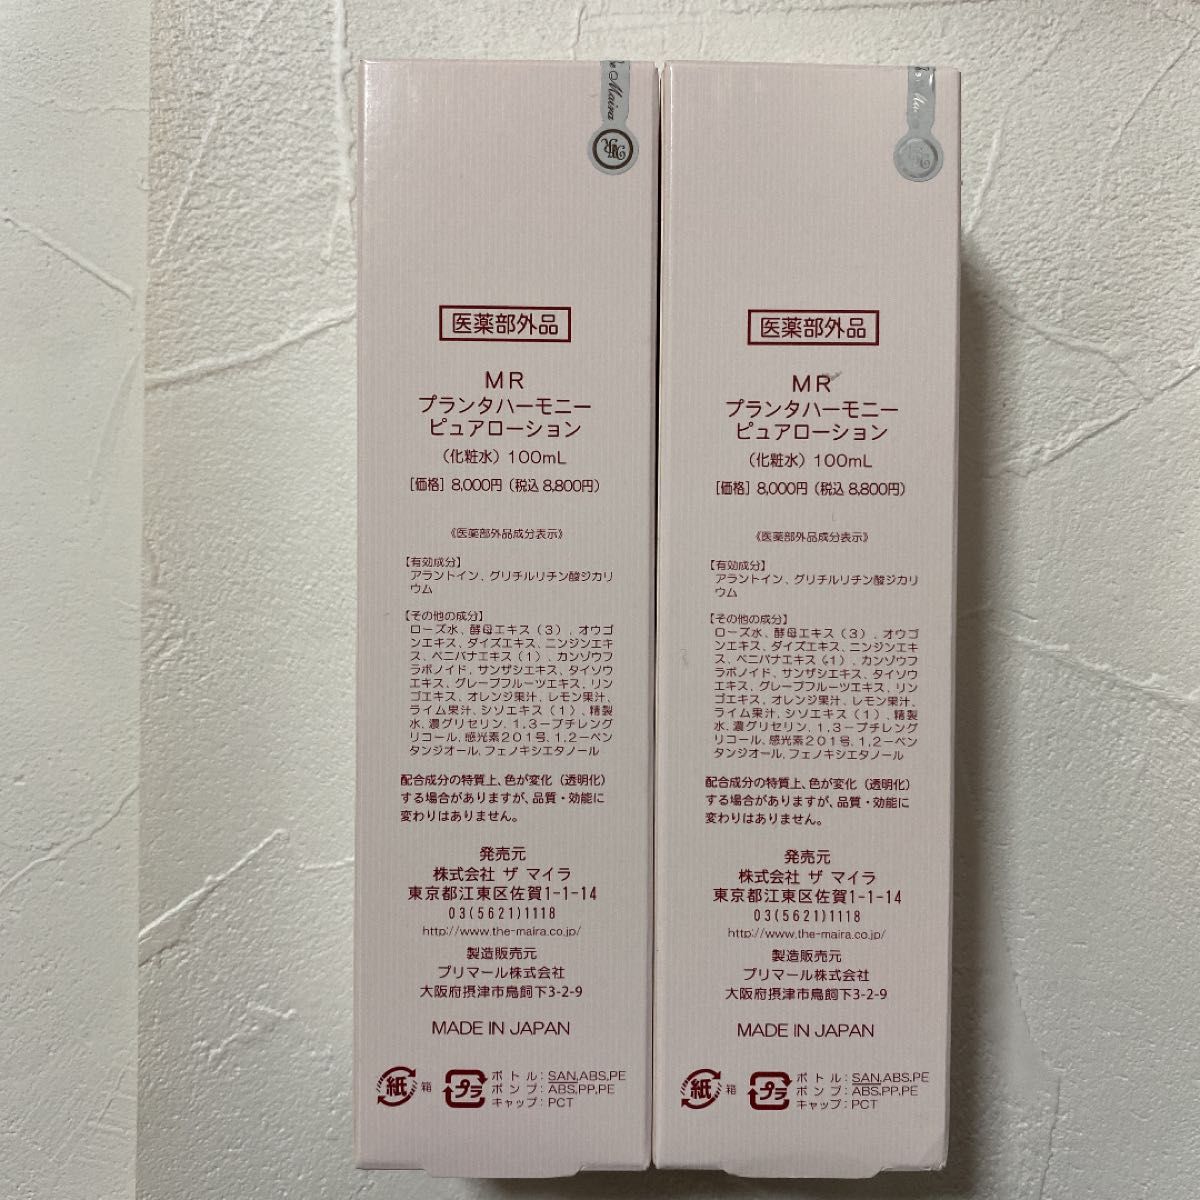 Maira
医薬部外品
MR
プランタハーモニー
ピュアローション
（化粧水）100mL
［価格］8,000円（税込8,800円）
《医薬部外品成分表示》
【有効成分】
アラントイン、グリチルリチン酸ジカリ
ウム
【その他の成分】
ローズ水、酵母エキス（３）、オウゴ
ンエキス、ダイズエキス、ニンジンエキ
ス、ベニバナエキス（１）、カンゾウフ
ラボノイド、サンザシエキス、タイソウ
エキス、グレープフルーツエキス、リン
ゴエキス、オレンジ果汁、レモン果汁、
ライム果汁、シソエキス（１）、精製
水、濃グリセリン、１,３－ブチレング
リコール、感光素２０１号、１,２－ペン
タンジオール、フェノキシエタノール
配合成分の特質上、色が変化（透明化）
する場合がありますが、品質・効能に
変わりはありません。
発売元
株式会社 ザ マイラ
東京都江東区佐賀1-1-14
03(5621)1118
http://www.the-maira.co.jp/
製造販売元
プリマール株式会社
大阪府摂津市鳥飼下3-2-9
MADE IN JAPAN
紙 箱
プラ
ボトル：SAN,ABS,PE
ポンプ：ABS,PP,PE
キャップ：PCT
医薬部外品
MR
プランタハーモニー
ピュアローション
（化粧水）100mL
［価格］8,000円（税込8,800円）
《医薬部外品成分表示》
【有効成分】
アラントイン、グリチルリチン酸ジカリ
ウム
【その他の成分】
ローズ水、酵母エキス（３）、オウゴ
ンエキス、ダイズエキス、ニンジンエキ
ス、ベニバナエキス（１）、カンゾウフ
ラボノイド、サンザシエキス、タイソウ
エキス、グレープフルーツエキス、リン
ゴエキス、オレンジ果汁、レモン果汁、
ライム果汁、シソエキス（１）、精製
水、濃グリセリン、１,３－ブチレング
リコール、感光素２０１号、１,２－ペン
タンジオール、フェノキシエタノール
配合成分の特質上、色が変化（透明化）
する場合がありますが、品質・効能に
変わりはありません。
発売元
株式会社 ザ マイラ
東京都江東区佐賀1-1-14
03(5621)1118
http://www.the-maira.co.jp/
製造販売元
プリマール株式会社
大阪府摂津市鳥飼下3-2-9
MADE IN JAPAN
紙 箱
プラ
ボトル：SAN,ABS,PE
ポンプ：ABS,PP,PE
キャップ：PCT